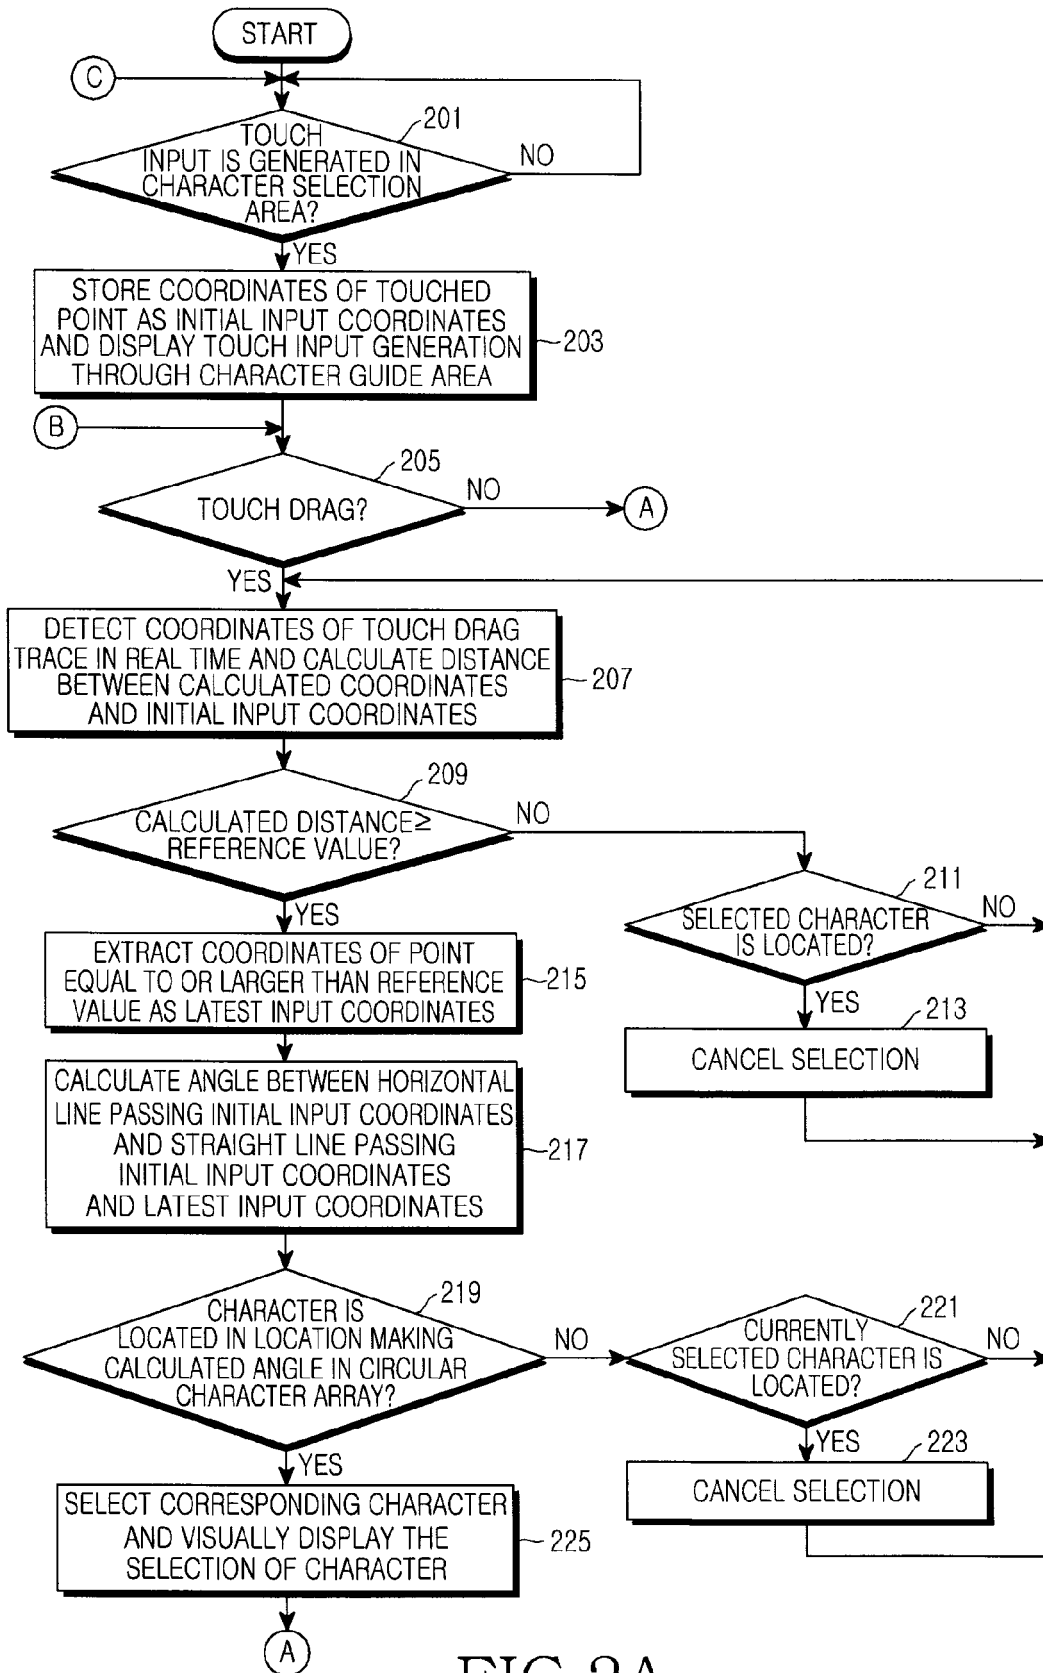 START
C
201
TOUCH
INPUT IS GENERATED IN
CHARACTER SELECTION
AREA?
NO
YES
STORE COORDINATES OF TOUCHED
POINT AS INITIAL INPUT COORDINATES
AND DISPLAY TOUCH INPUT GENERATION
THROUGH CHARACTER GUIDE AREA
203
B
205
TOUCH DRAG?
NO
A
YES
DETECT COORDINATES OF TOUCH DRAG
TRACE IN REAL TIME AND CALCULATE DISTANCE
BETWEEN CALCULATED COORDINATES
AND INITIAL INPUT COORDINATES
207
209
CALCULATED DISTANCE≥
REFERENCE VALUE?
NO
YES
211
SELECTED CHARACTER
IS LOCATED?
NO
YES
213
CANCEL SELECTION
EXTRACT COORDINATES OF POINT
EQUAL TO OR LARGER THAN REFERENCE
VALUE AS LATEST INPUT COORDINATES
215
CALCULATE ANGLE BETWEEN HORIZONTAL
LINE PASSING INITIAL INPUT COORDINATES
AND STRAIGHT LINE PASSING
INITIAL INPUT COORDINATES
AND LATEST INPUT COORDINATES
217
219
CHARACTER IS
LOCATED IN LOCATION MAKING
CALCULATED ANGLE IN CIRCULAR
CHARACTER ARRAY?
NO
YES
221
CURRENTLY
SELECTED CHARACTER IS
LOCATED?
NO
YES
223
CANCEL SELECTION
SELECT CORRESPONDING CHARACTER
AND VISUALLY DISPLAY THE
SELECTION OF CHARACTER
225
A